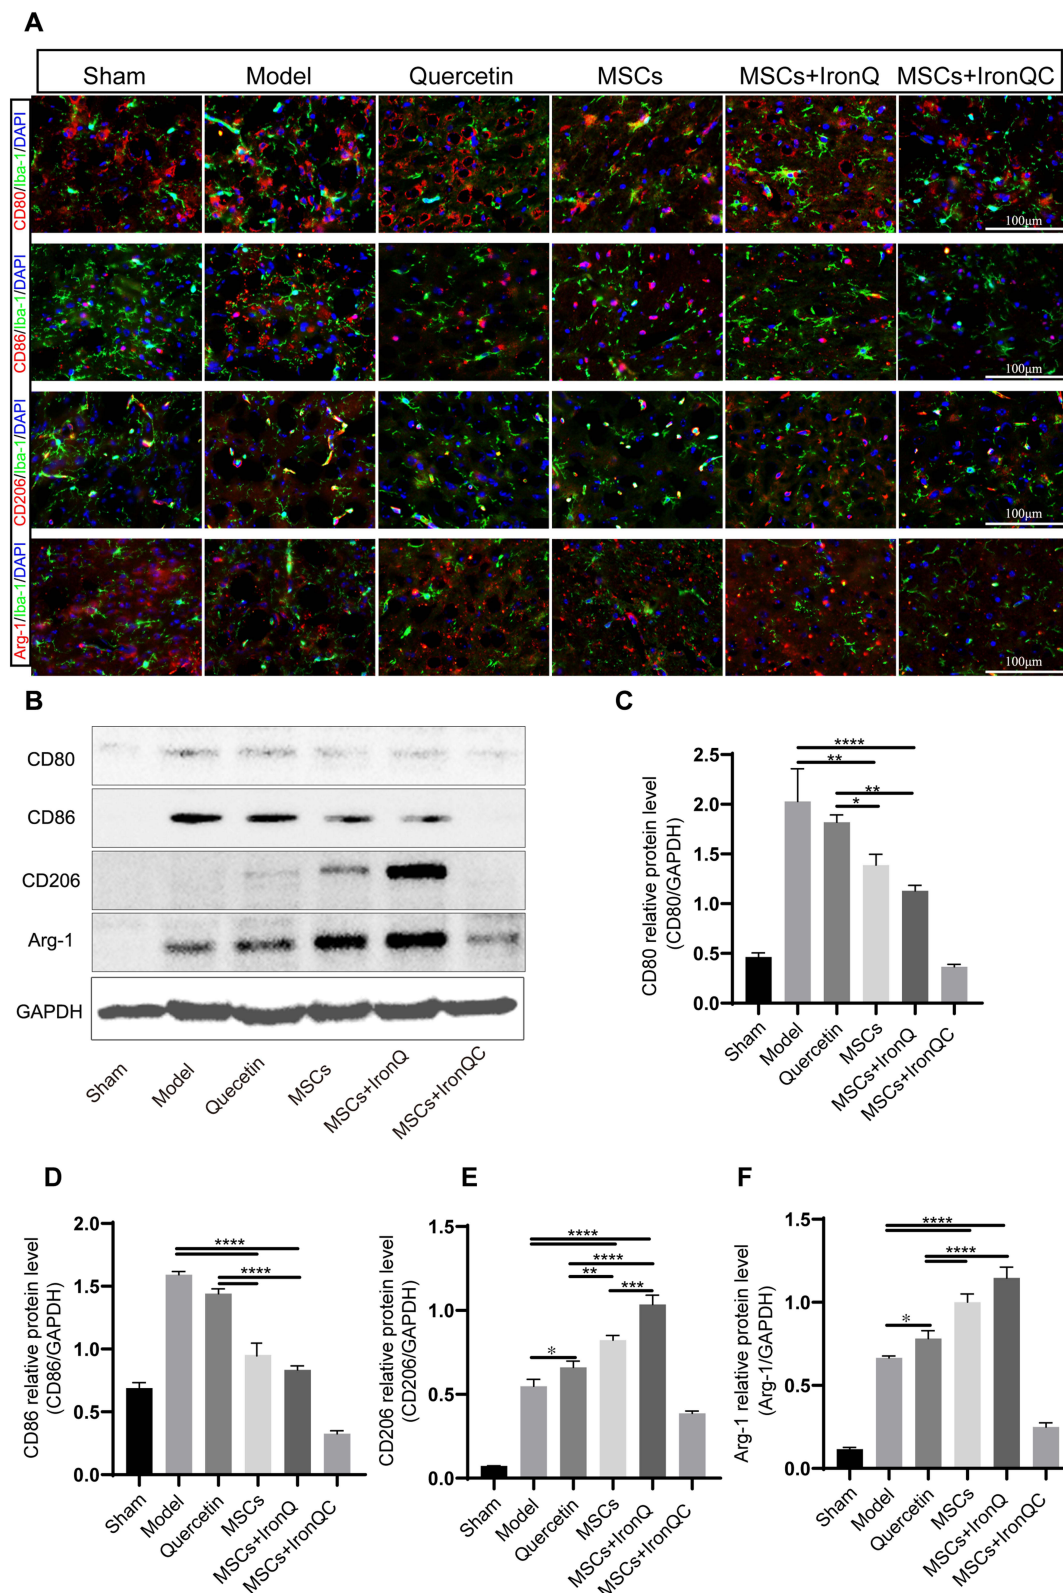 A
Sham Model Quercetin MSCs MSCs+IronQ MSCs+IronQC
CD80/Iba-1/DAPI
100μm
CD86/Iba-1/DAPI
100μm
CD206/Iba-1/DAPI
100μm
Arg-1/Iba-1/DAPI
100μm
B
CD80
CD86
CD206
Arg-1
GAPDH
Sham
Model
Quecetin
MSCs
MSCs+IronQ
MSCs+IronQC
C
CD80 relative protein level
(CD80/GAPDH)
2.5
2.0
1.5
1.0
0.5
0.0
****
**
**
*
Sham
Model
Quercetin
MSCs
MSCs+IronQ
MSCs+IronQC
D
CD86 relative protein level
(CD86/GAPDH)
2.0
1.5
1.0
0.5
0.0
****
****
Sham
Model
Quercetin
MSCs
MSCs+IronQ
MSCs+IronQC
E
CD206 relative protein level
(CD206/GAPDH)
1.5
1.0
0.5
0.0
****
****
**
***
*
Sham
Model
Quercetin
MSCs
MSCs+IronQ
MSCs+IronQC
F
Arg-1 relative protein level
(Arg-1/GAPDH)
1.5
1.0
0.5
0.0
****
****
*
Sham
Model
Quercetin
MSCs
MSCs+IronQ
MSCs+IronQC